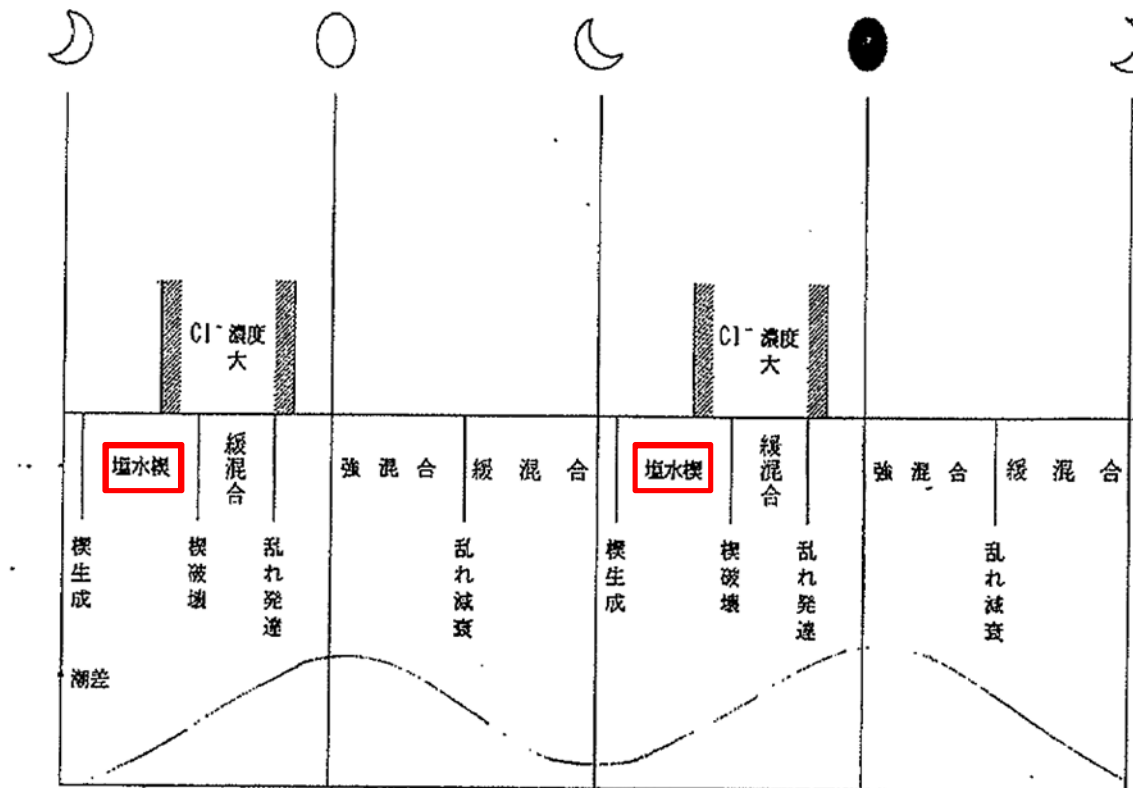 Cl⁻濃度
大
Cl⁻濃度
大
塩水楔
緩混合
強混合
緩混合
塩水楔
緩混合
強混合
緩混合
楔生成
楔破壊
乱れ発達
乱れ減衰
楔生成
楔破壊
乱れ発達
乱れ減衰
潮差